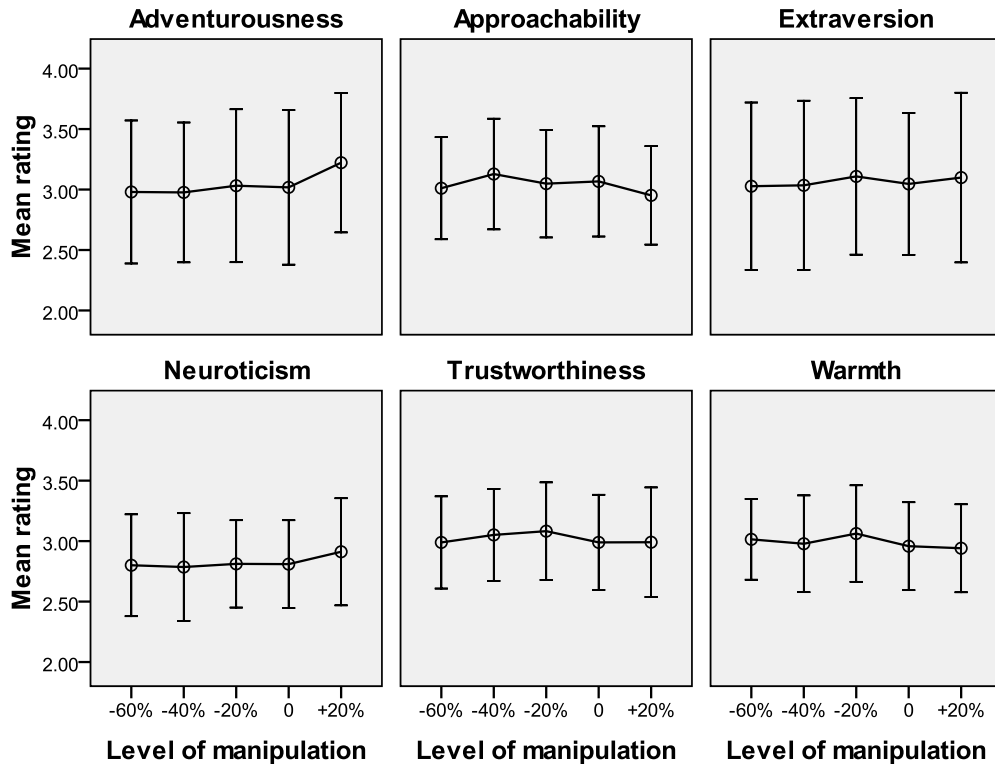 Adventurousness
Approachability
Extraversion
Mean rating
4.00
3.50
3.00
2.50
2.00
Neuroticism
Trustworthiness
Warmth
Mean rating
4.00
3.50
3.00
2.50
2.00
-60% -40% -20% 0 +20%
-60% -40% -20% 0 +20%
-60% -40% -20% 0 +20%
Level of manipulation
Level of manipulation
Level of manipulation